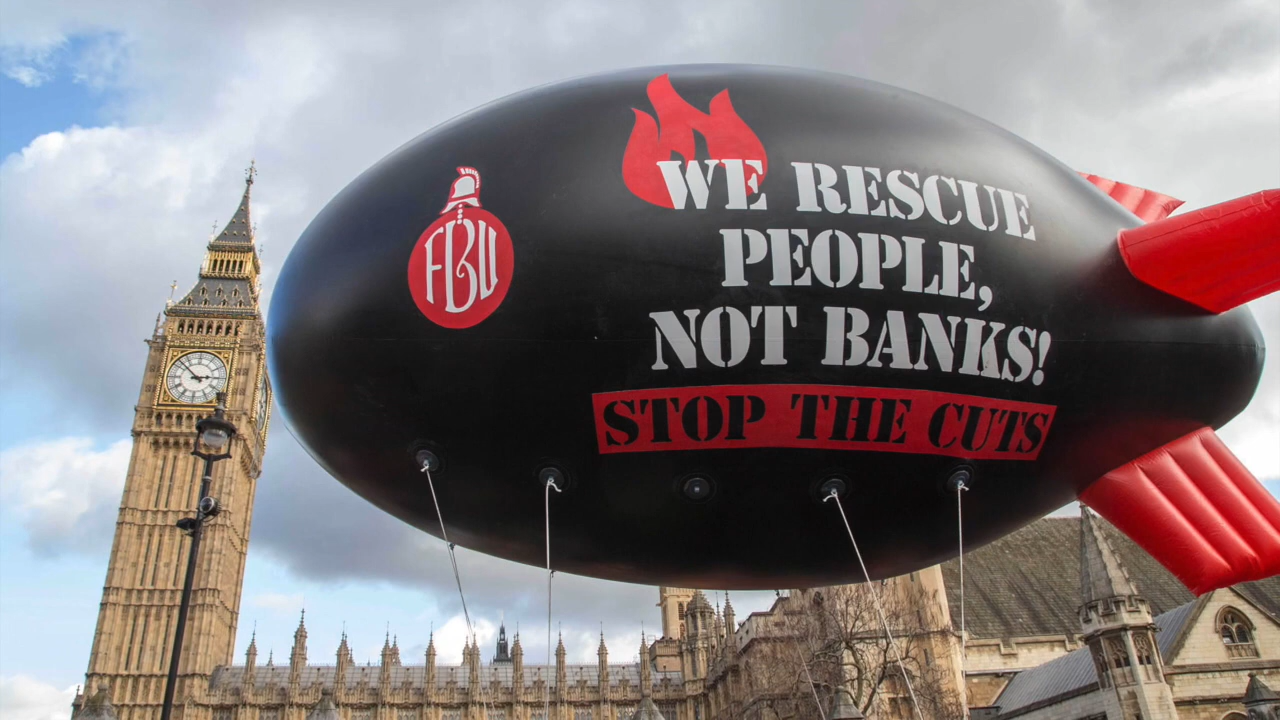 FBU
WE RESCUE
PEOPLE,
NOT BANKS!
STOP THE CUTS